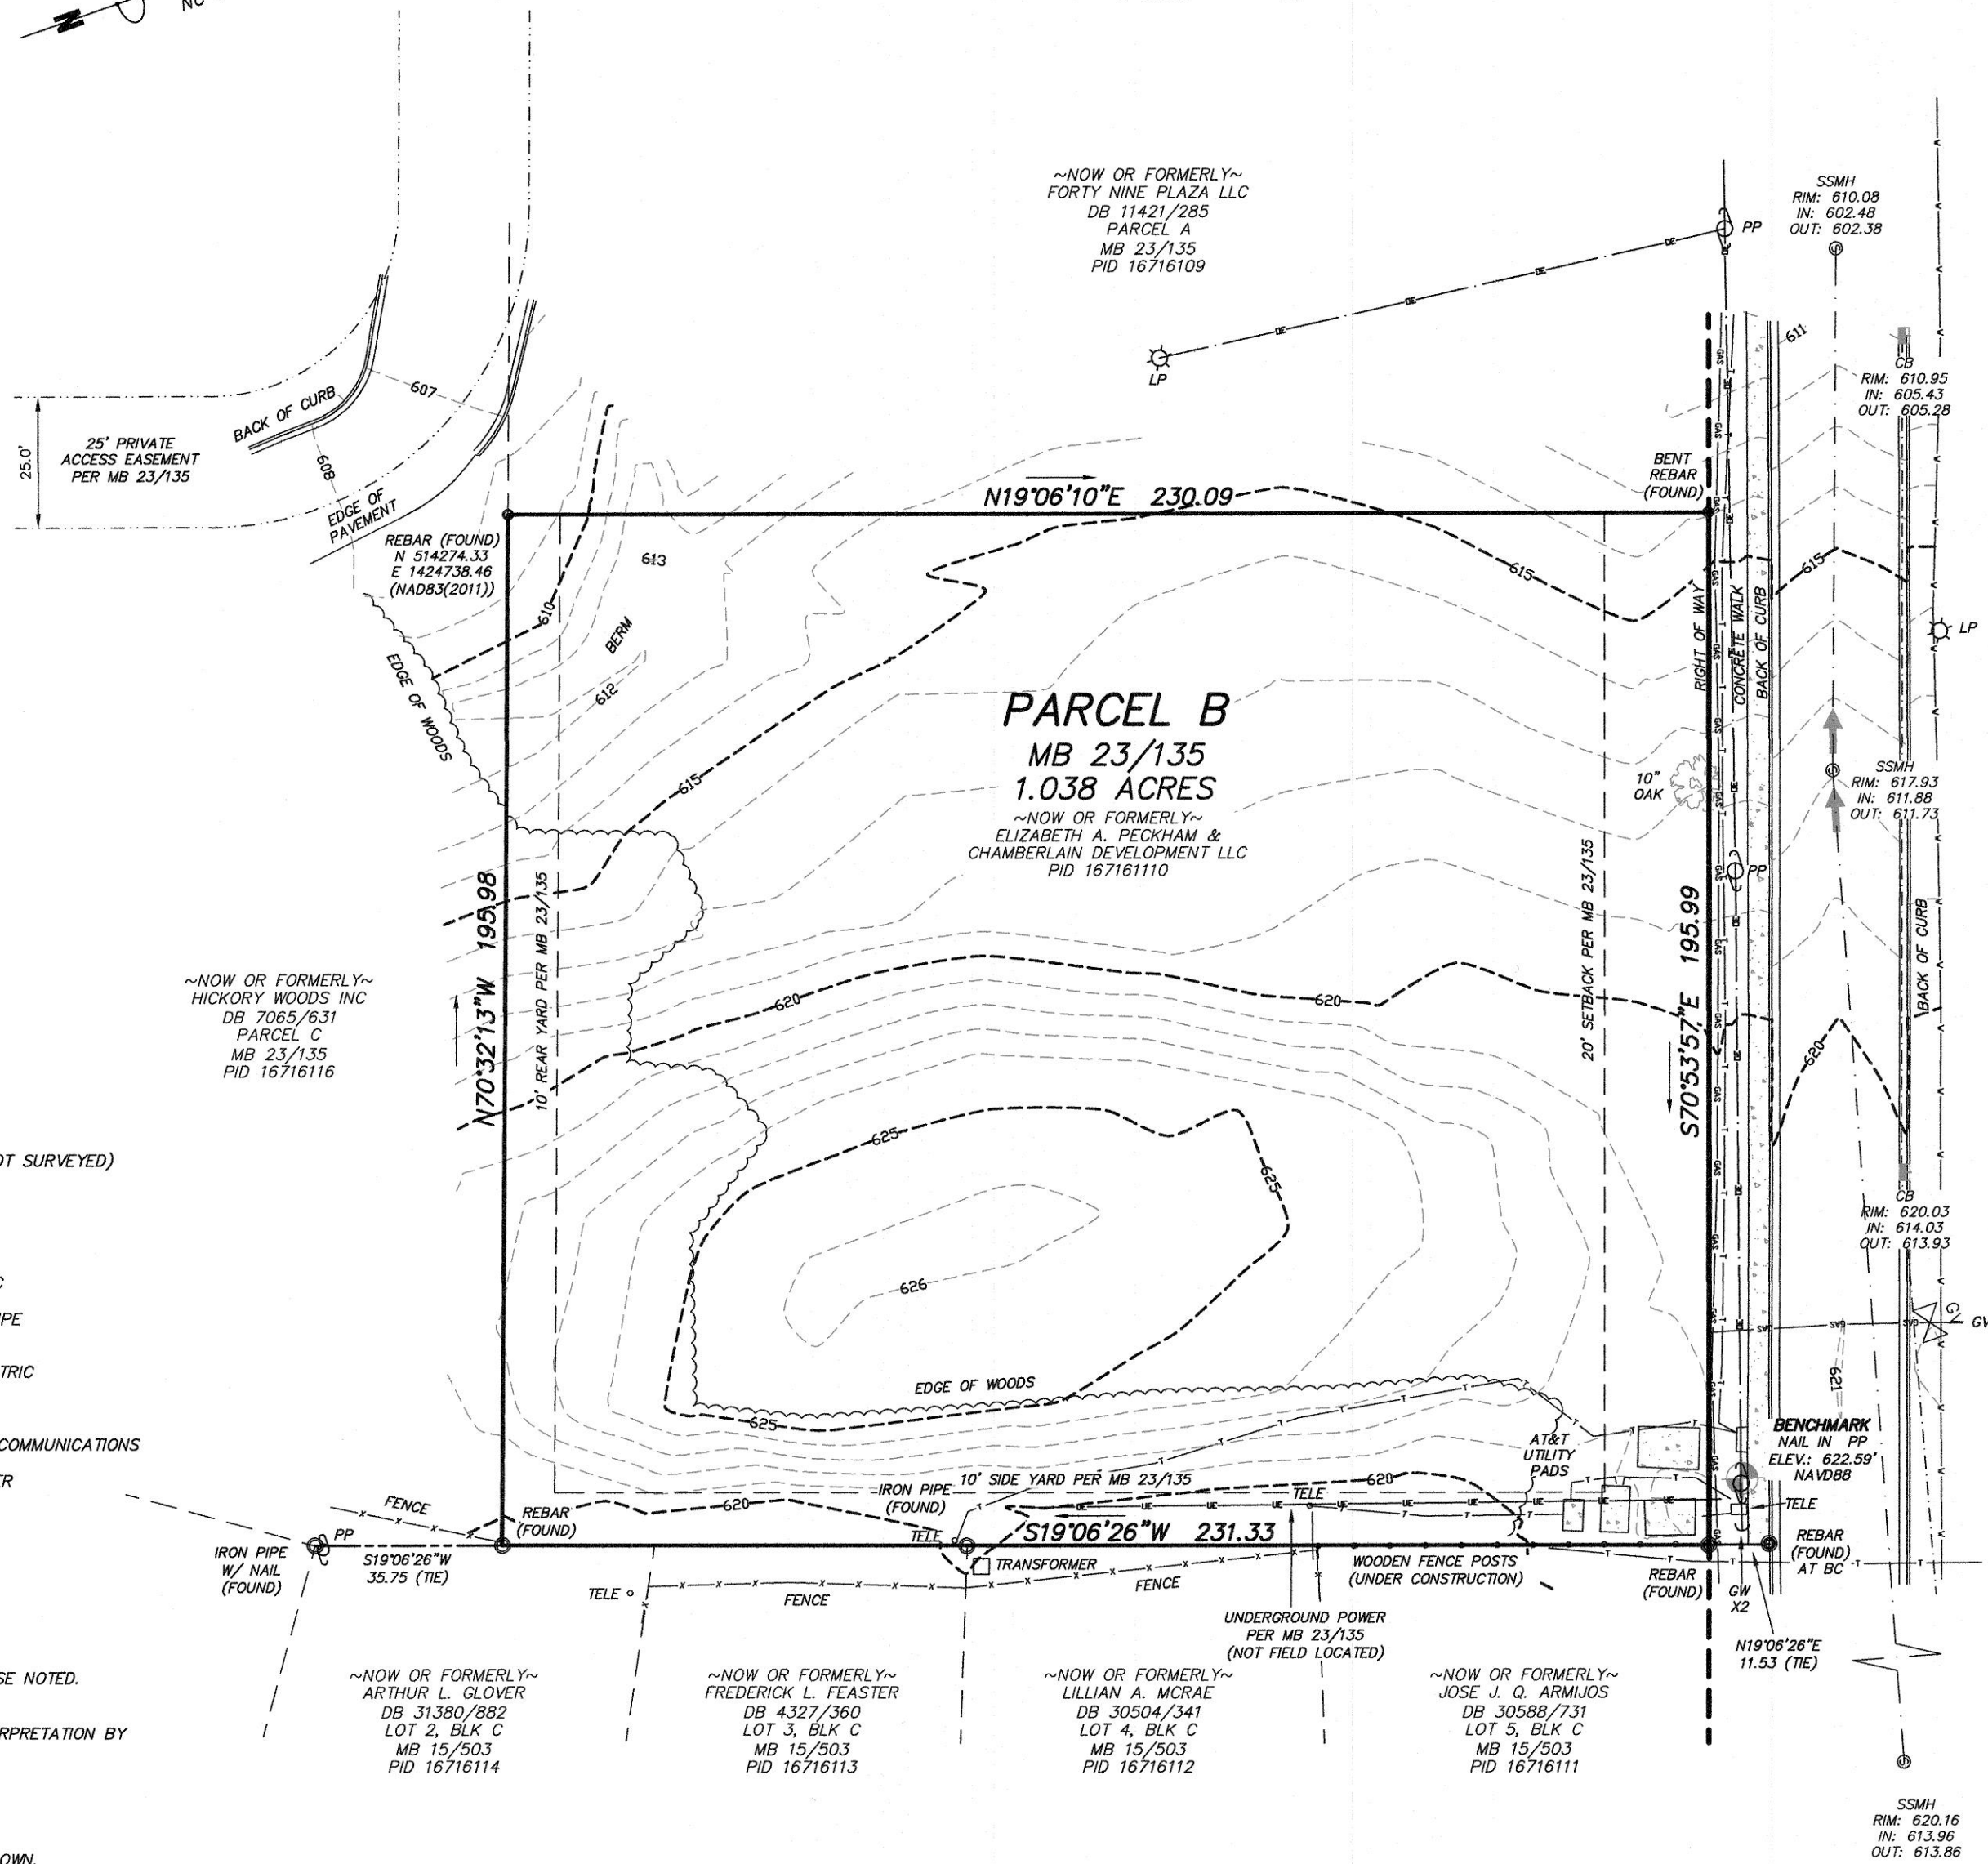 N
~NOW OR FORMERLY~
FORTY NINE PLAZA LLC
DB 11421/285
PARCEL A
MB 23/135
PID 16716109
SSMH
RIM: 610.08
IN: 602.48
OUT: 602.38
PP
LP
611
CB
RIM: 610.95
IN: 605.43
OUT: 605.28
607
BACK OF CURB
608
25.0'
25' PRIVATE
ACCESS EASEMENT
PER MB 23/135
EDGE OF
PAVEMENT
BENT
REBAR
(FOUND)
N19°06'10"E 230.09
REBAR (FOUND)
N 514274.33
E 1424738.46
(NAD83(2011))
613
610
BERM
612
EDGE OF WOODS
615
615
615
RIGHT OF WAY
CONCRETE WALK
BACK OF CURB
LP
PARCEL B
MB 23/135
1.038 ACRES
~NOW OR FORMERLY~
ELIZABETH A. PECKHAM &
CHAMBERLAIN DEVELOPMENT LLC
PID 167161110
10"
OAK
SSMH
RIM: 617.93
IN: 611.88
OUT: 611.73
PP
N70°32'13"W 195.98
10' REAR YARD PER MB 23/135
20' SETBACK PER MB 23/135
S70°53'57"E 195.99
BACK OF CURB
~NOW OR FORMERLY~
HICKORY WOODS INC
DB 7065/631
PARCEL C
MB 23/135
PID 16716116
620
620
620
625
625
626
OT SURVEYED)
C
IPE
TRIC
COMMUNICATIONS
ER
CB
RIM: 620.03
IN: 614.03
OUT: 613.93
GV
621
EDGE OF WOODS
625
BENCHMARK
NAIL IN PP
ELEV.: 622.59'
NAVD88
AT&T
UTILITY
PADS
10' SIDE YARD PER MB 23/135
620
620
IRON PIPE
(FOUND)
TELE
TELE
TELE
FENCE
REBAR
(FOUND)
S19°06'26"W 231.33
PP
IRON PIPE
W/ NAIL
(FOUND)
S19°06'26"W
35.75 (TIE)
TRANSFORMER
WOODEN FENCE POSTS
(UNDER CONSTRUCTION)
REBAR
(FOUND)
REBAR
(FOUND)
AT BC
TELE
FENCE
FENCE
GW
X2
UNDERGROUND POWER
PER MB 23/135
(NOT FIELD LOCATED)
N19°06'26"E
11.53 (TIE)
SE NOTED.
RPRETATION BY
OWN.
~NOW OR FORMERLY~
ARTHUR L. GLOVER
DB 31380/882
LOT 2, BLK C
MB 15/503
PID 16716114
~NOW OR FORMERLY~
FREDERICK L. FEASTER
DB 4327/360
LOT 3, BLK C
MB 15/503
PID 16716113
~NOW OR FORMERLY~
LILLIAN A. MCRAE
DB 30504/341
LOT 4, BLK C
MB 15/503
PID 16716112
~NOW OR FORMERLY~
JOSE J. Q. ARMIJOS
DB 30588/731
LOT 5, BLK C
MB 15/503
PID 16716111
SSMH
RIM: 620.16
IN: 613.96
OUT: 613.86